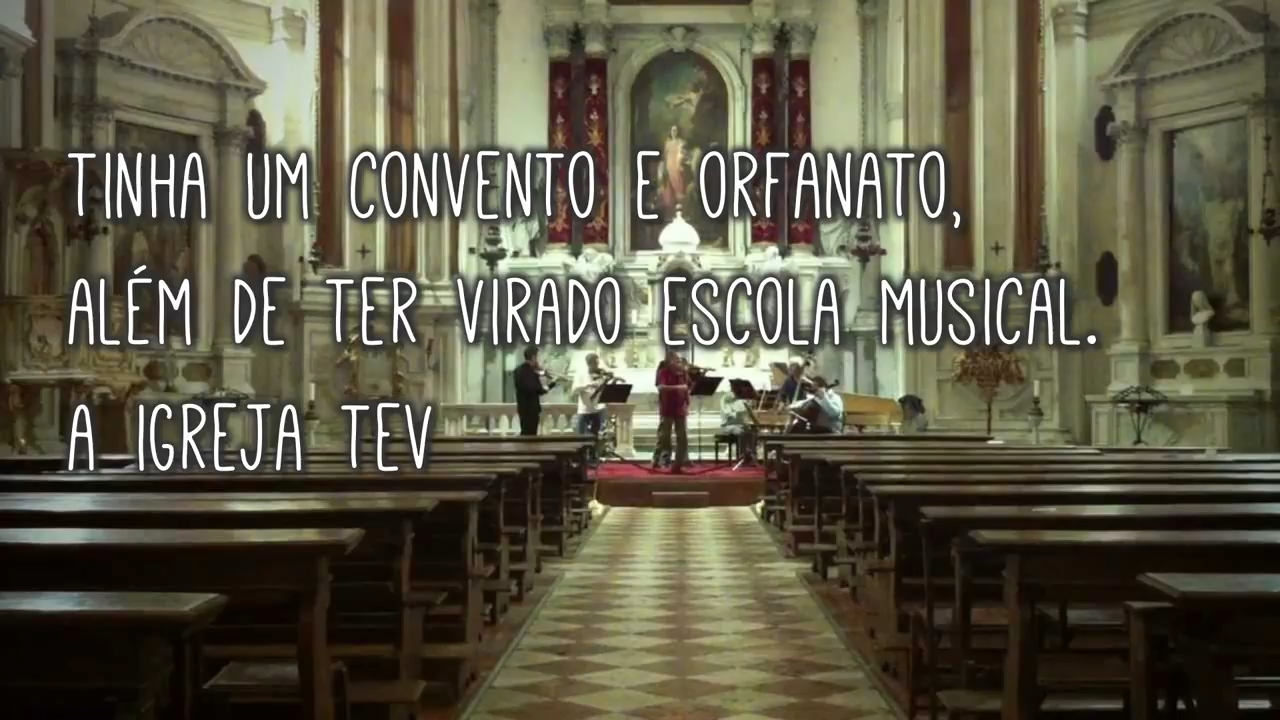 TINHA UM CONVENTO E ORFANATO,
ALÉM DE TER VIRADO ESCOLA MUSICAL.
A IGREJA TEV